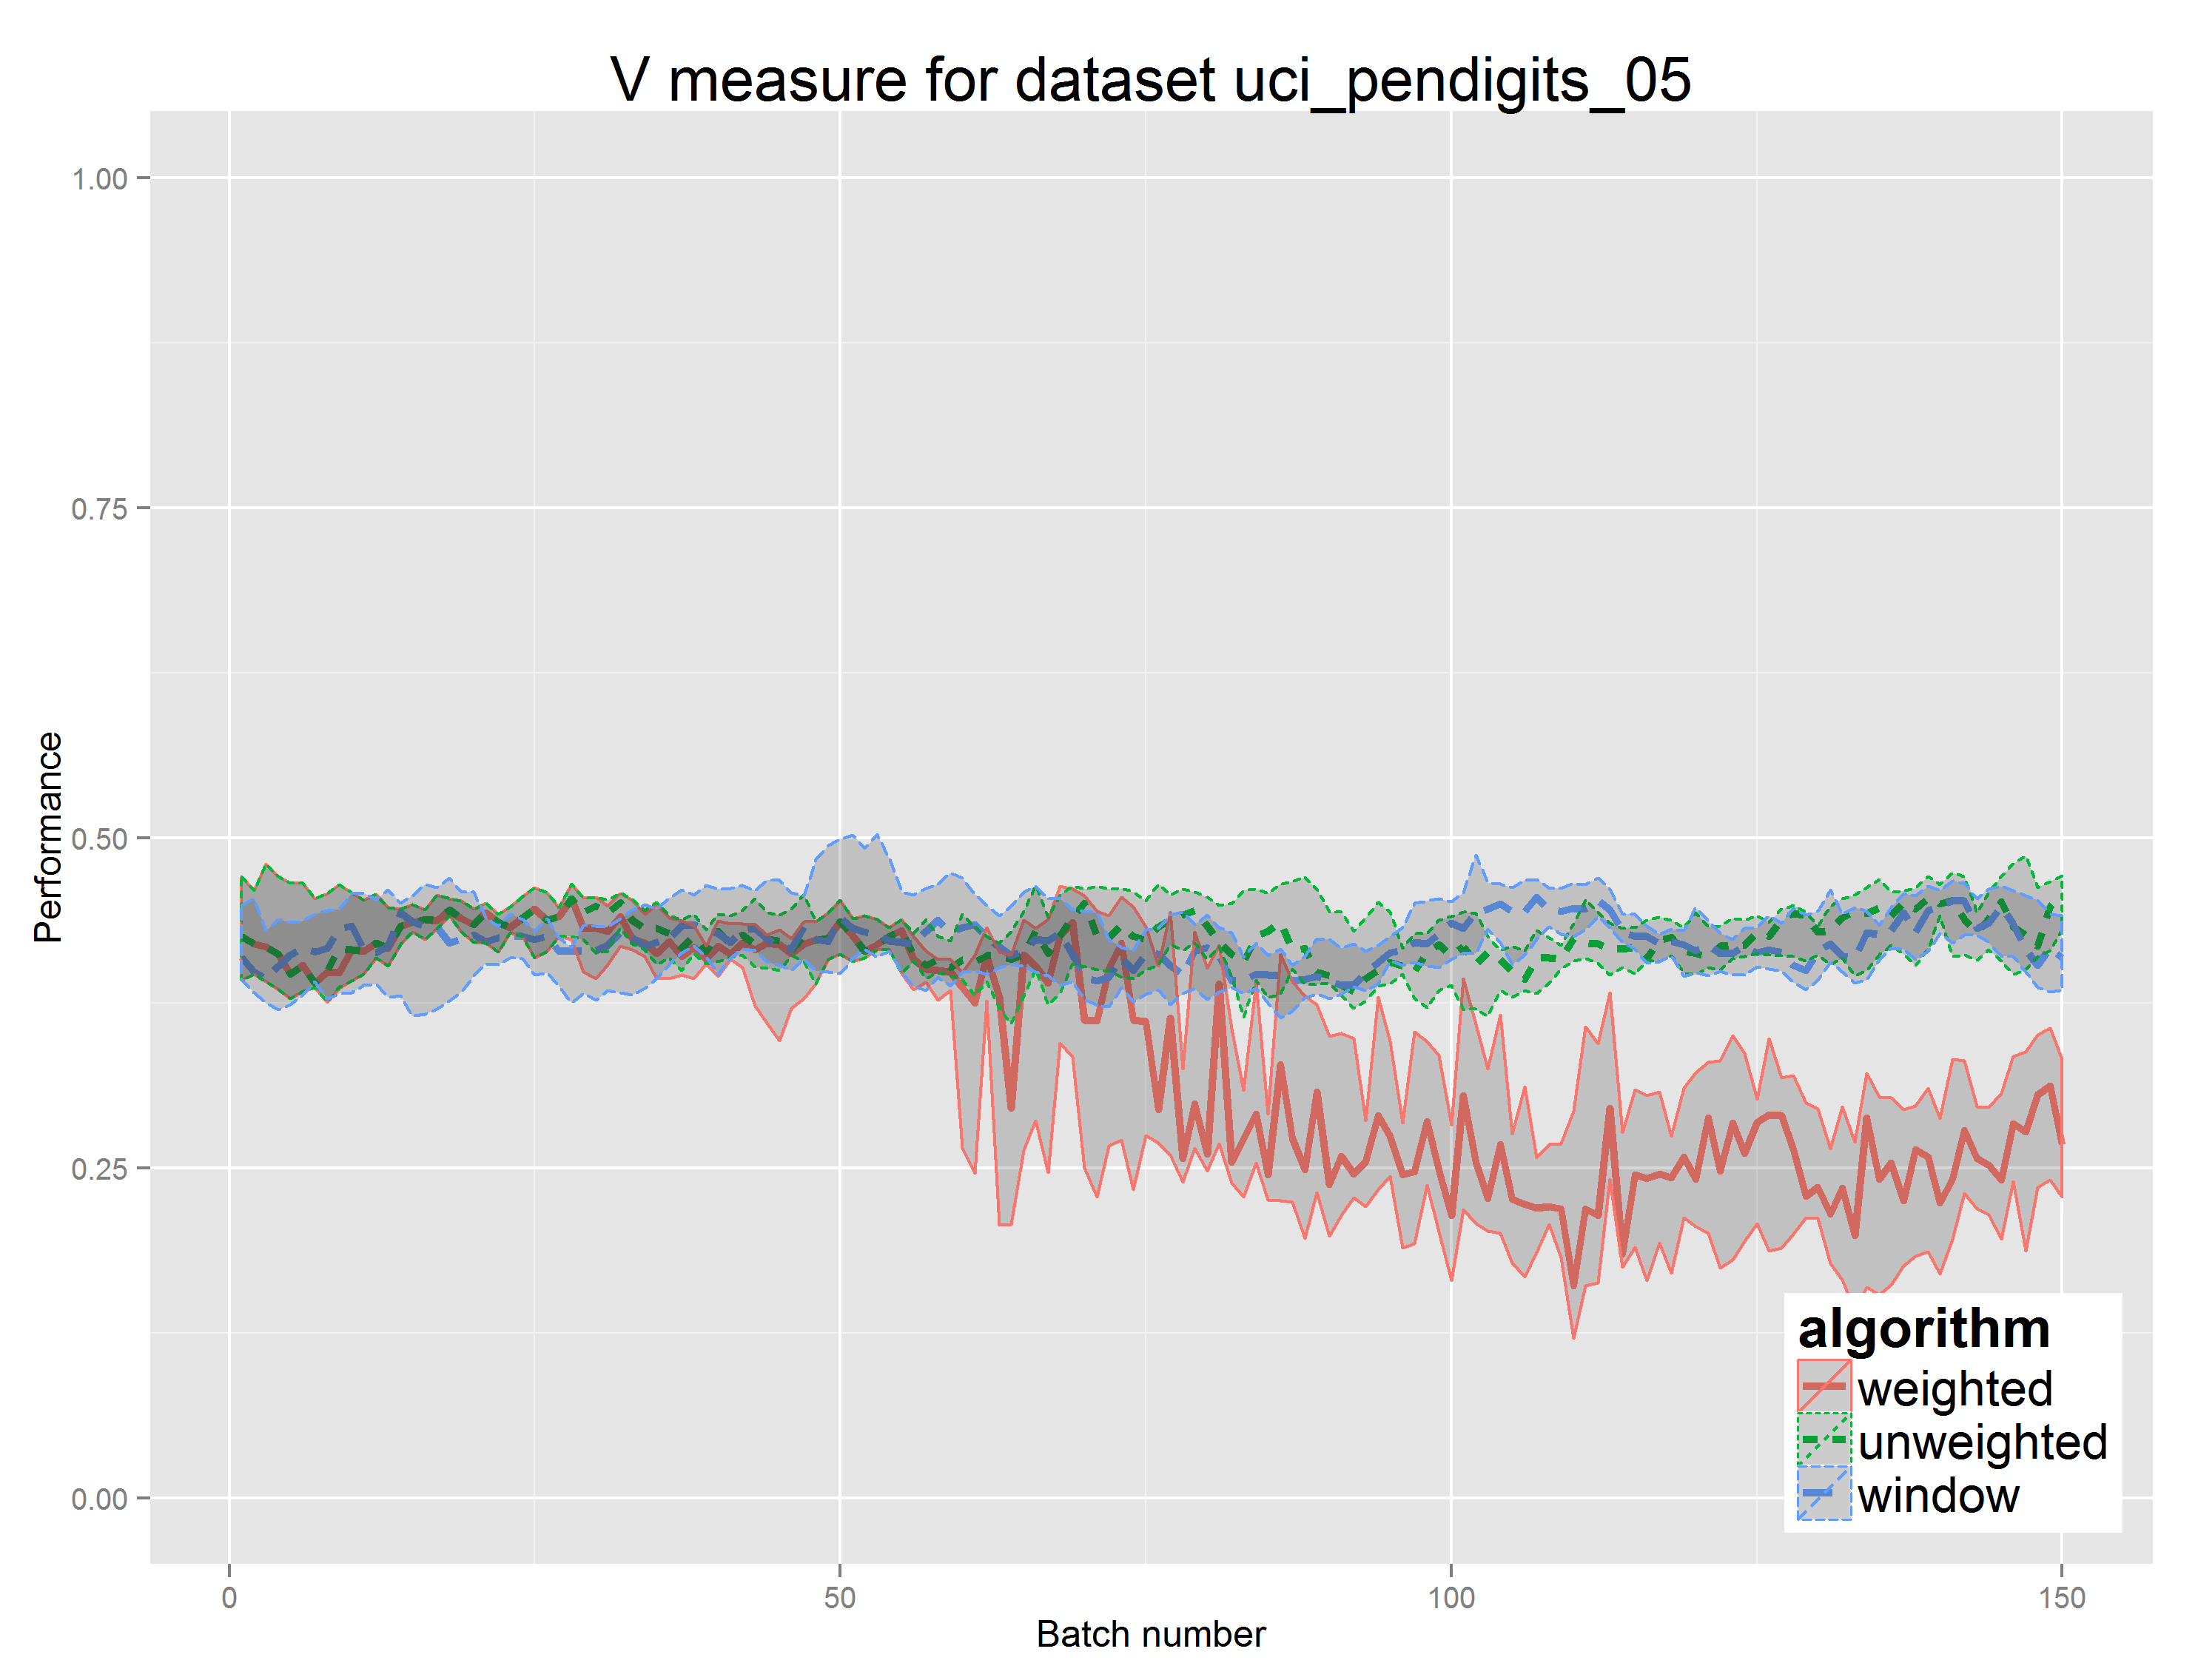 V measure for dataset uci_pendigits_05
Performance
1.00
0.75
0.50
0.25
0.00
0
50
100
150
Batch number
algorithm
weighted
unweighted
window